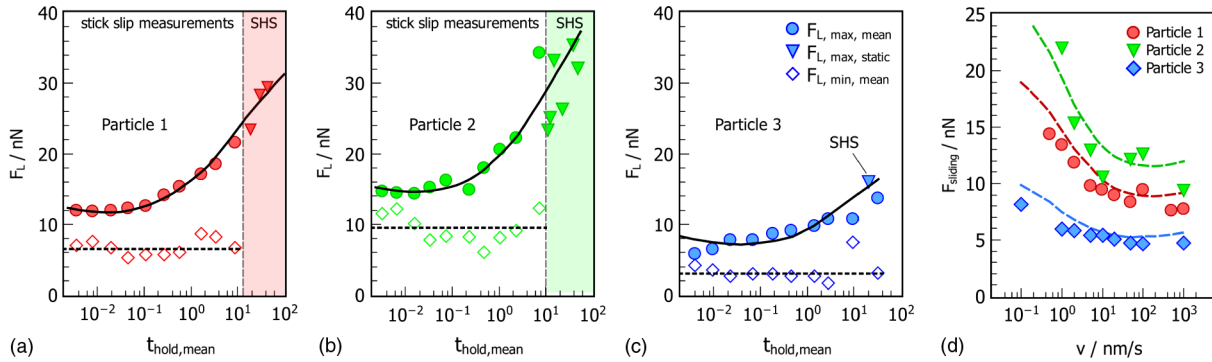 stick slip measurements SHS
Particle 1
F_L / nN
40
30
20
10
0
10^-2 10^-1 10^0 10^1 10^2
t_hold,mean
(a)
stick slip measurements SHS
Particle 2
F_L / nN
40
30
20
10
0
10^-2 10^-1 10^0 10^1 10^2
t_hold,mean
(b)
F_L, max, mean
F_L, max, static
F_L, min, mean
Particle 3
SHS
F_L / nN
40
30
20
10
0
10^-2 10^-1 10^0 10^1 10^2
t_hold,mean
(c)
Particle 1
Particle 2
Particle 3
F_sliding / nN
25
20
15
10
5
0
10^-1 10^0 10^1 10^2 10^3
v / nm/s
(d)